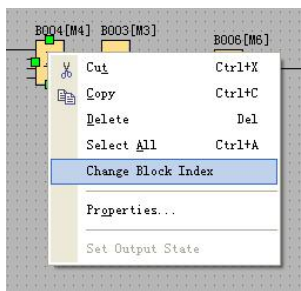 B004[M4] B003[M3]
B006[M6]
Cut Ctrl+X
Copy Ctrl+C
Delete Del
Select All Ctrl+A
Change Block Index
Properties...
Set Output State